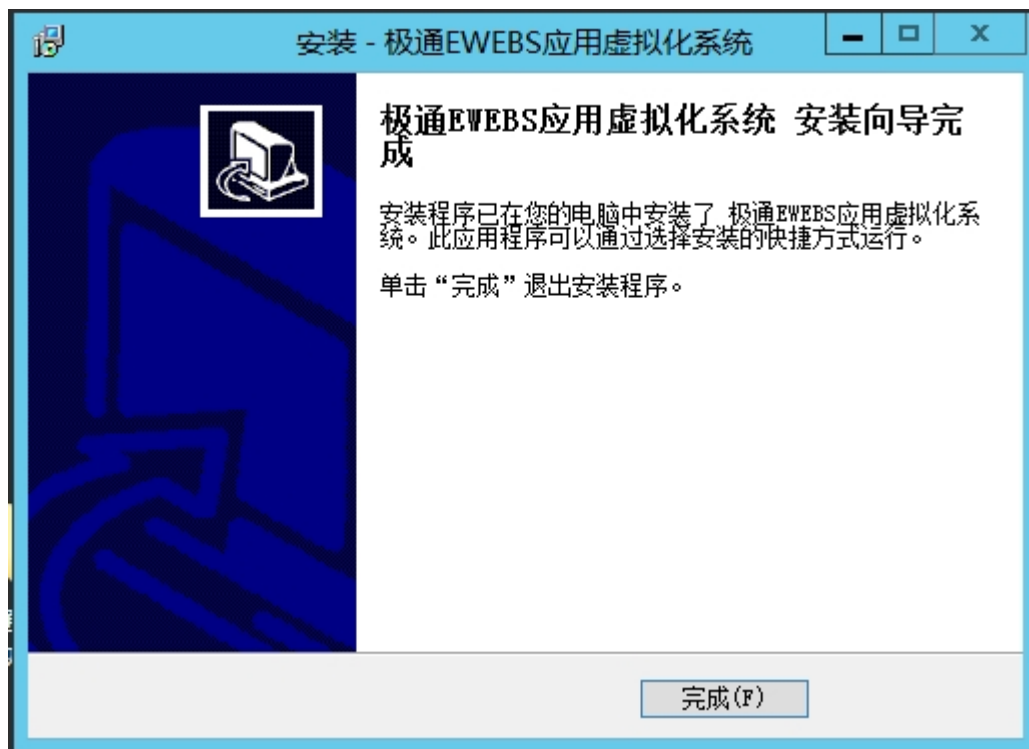 安装 - 极通EWEBS应用虚拟化系统
极通EWEBS应用虚拟化系统 安装向导完
成
安装程序已在您的电脑中安装了 极通EWEBS应用虚拟化系
统。此应用程序可以通过选择安装的快捷方式运行。
单击“完成”退出安装程序。
完成(F)